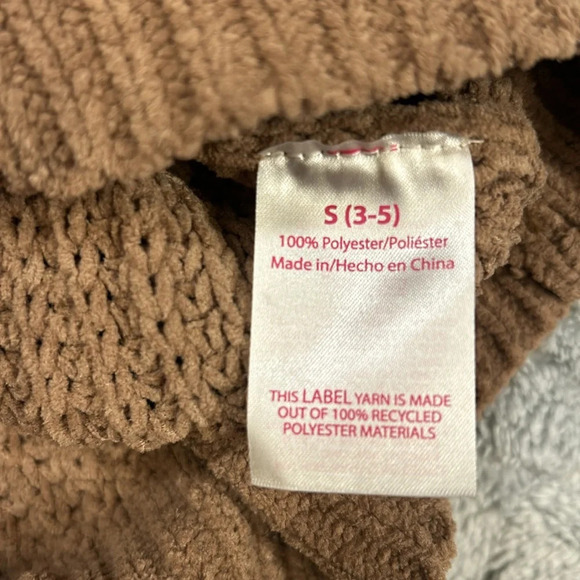 S (3-5)
100% Polyester/Poliéster
Made in/Hecho en China
THIS LABEL YARN IS MADE
OUT OF 100% RECYCLED
POLYESTER MATERIALS